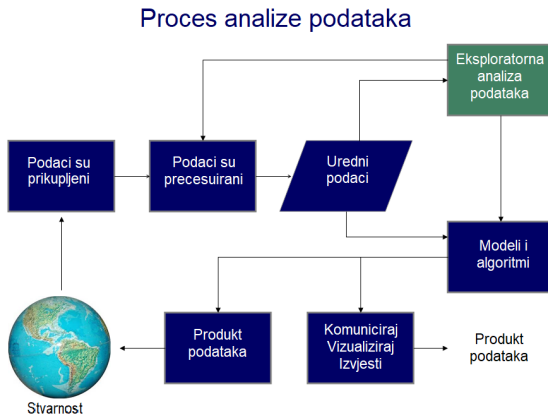 Proces analize podataka
Eksploratorna
analiza
podataka
Podaci su
prikupljeni
Podaci su
precesuirani
Uredni
podaci
Modeli i
algoritmi
Produkt
podataka
Komuniciraj
Vizualiziraj
Izvjesti
Produkt
podataka
Stvarnost